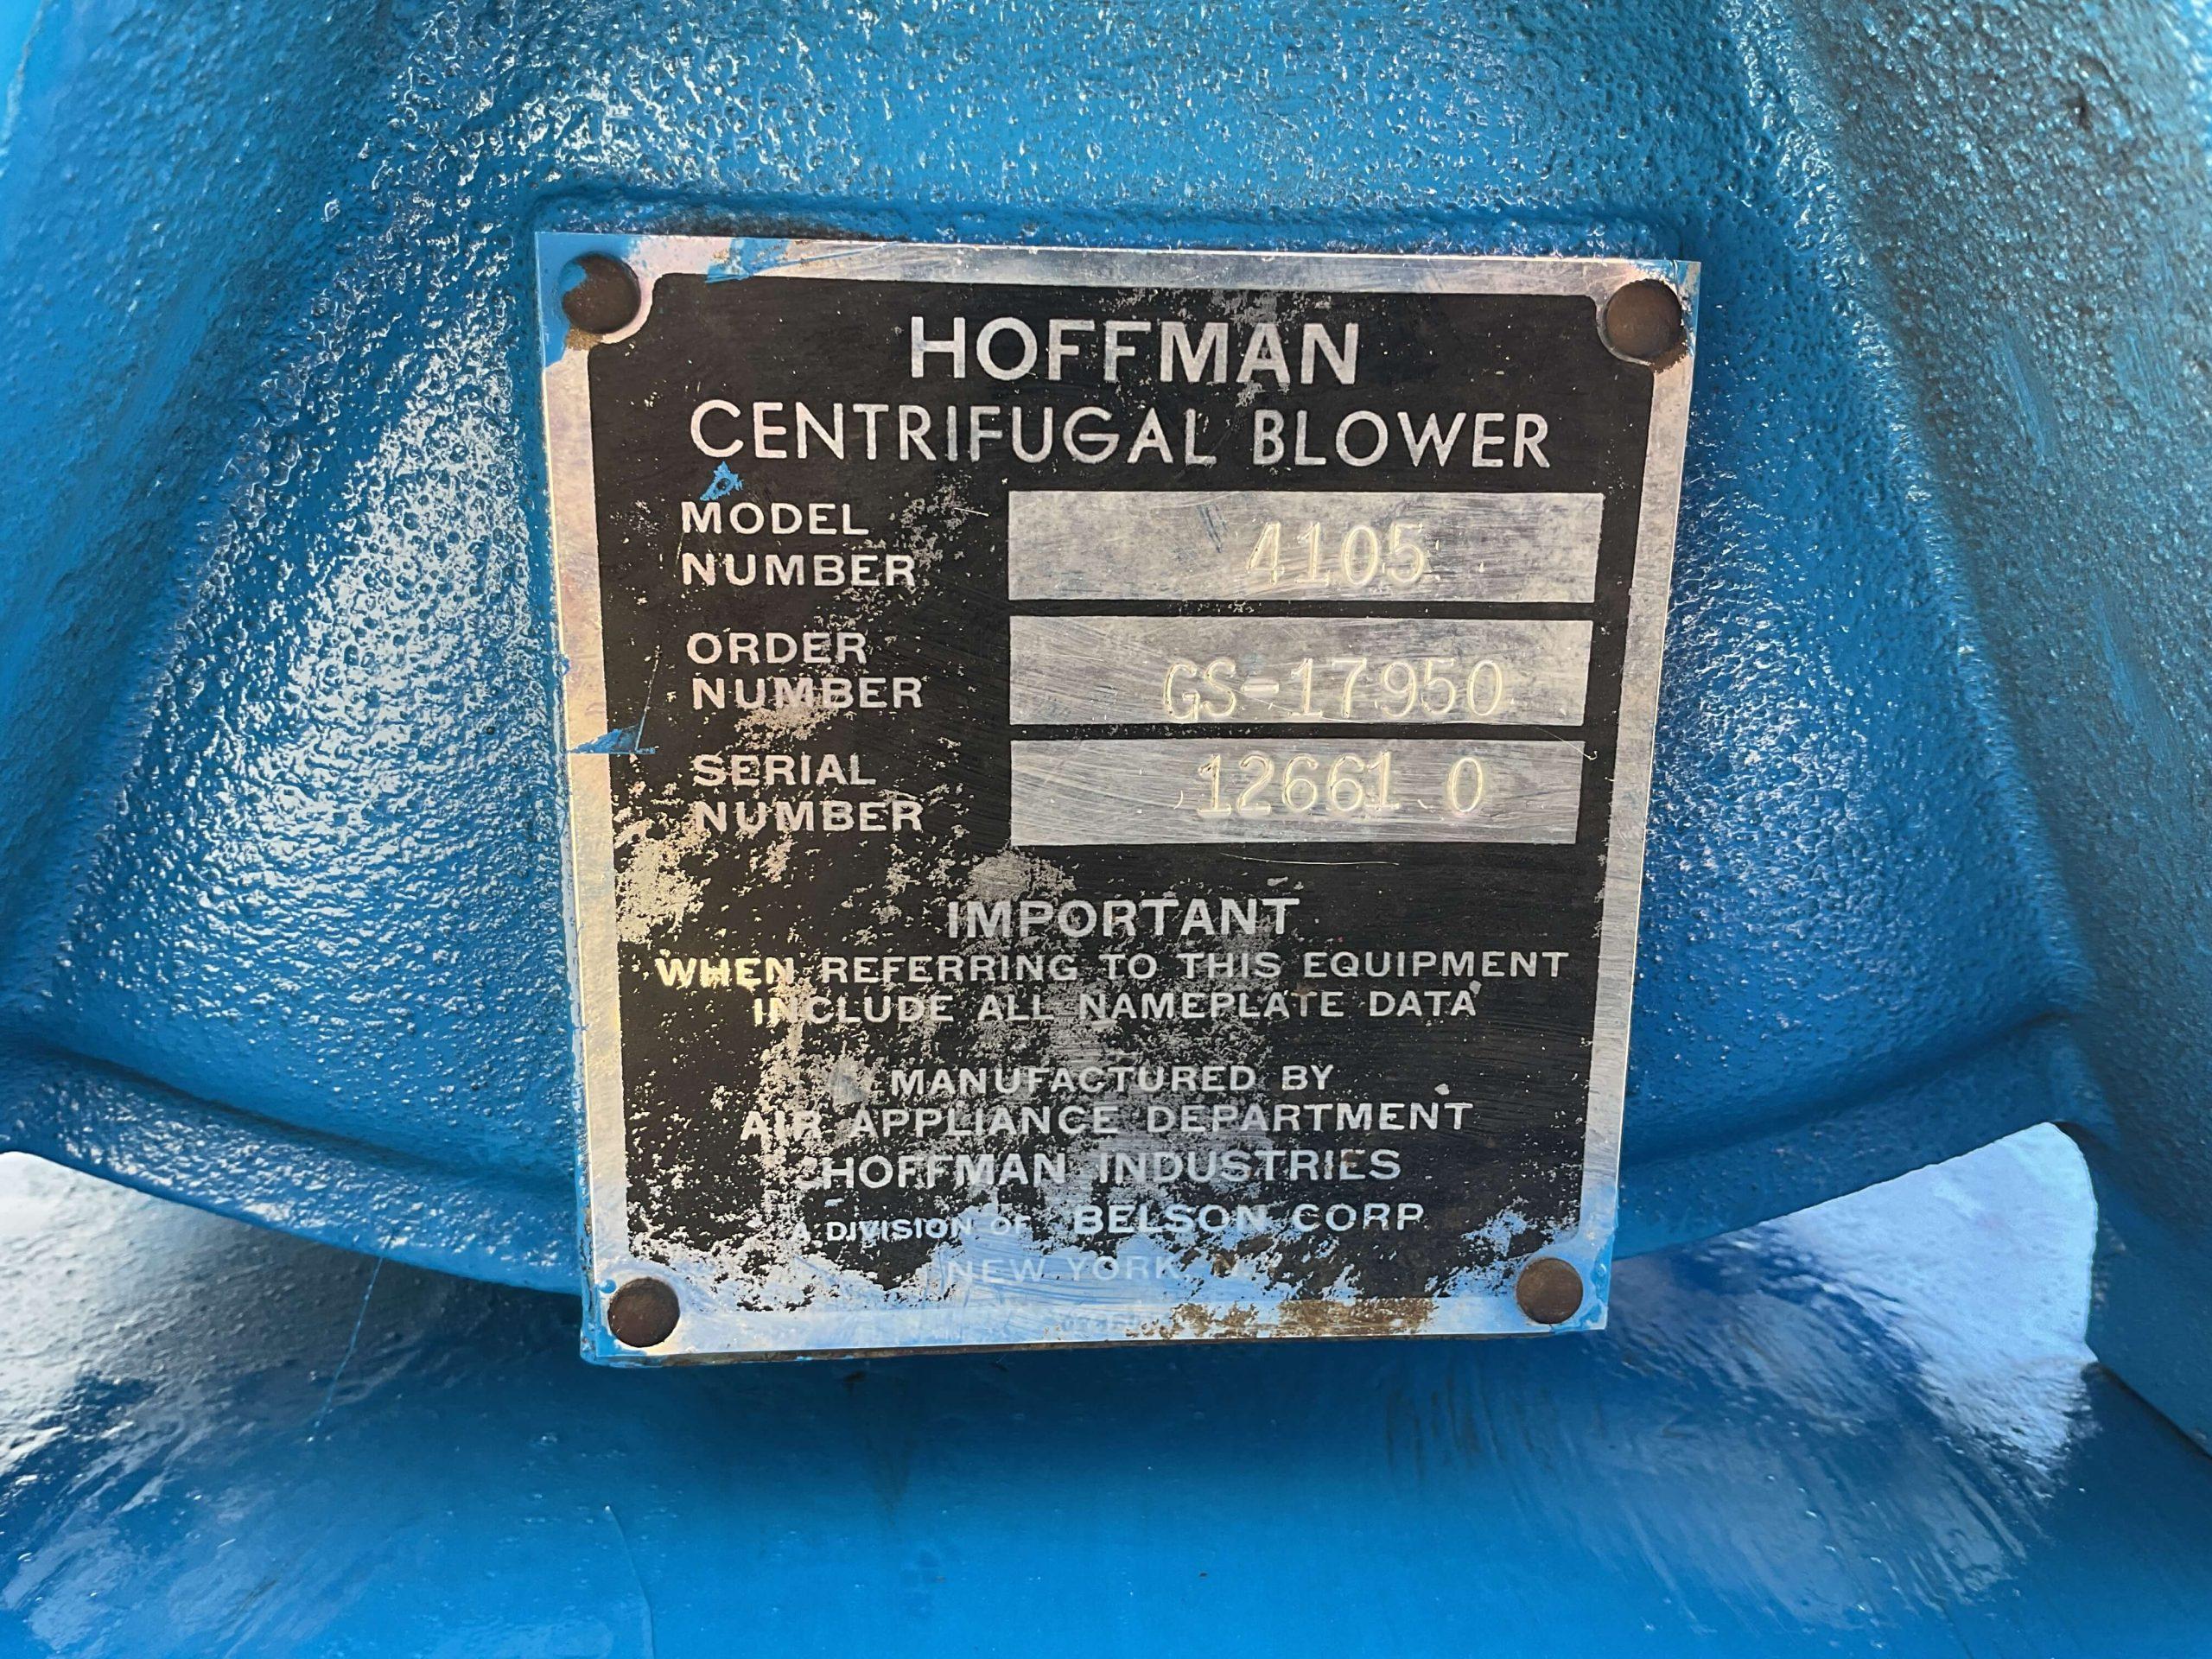 HOFFMAN
CENTRIFUGAL BLOWER
MODEL
NUMBER
4105
ORDER
NUMBER
GS-17950
SERIAL
NUMBER
12661 0
IMPORTANT
WHEN REFERRING TO THIS EQUIPMENT
INCLUDE ALL NAMEPLATE DATA
MANUFACTURED BY
AIR APPLIANCE DEPARTMENT
HOFFMAN INDUSTRIES
A DIVISION OF BELSON CORP
NEW YORK